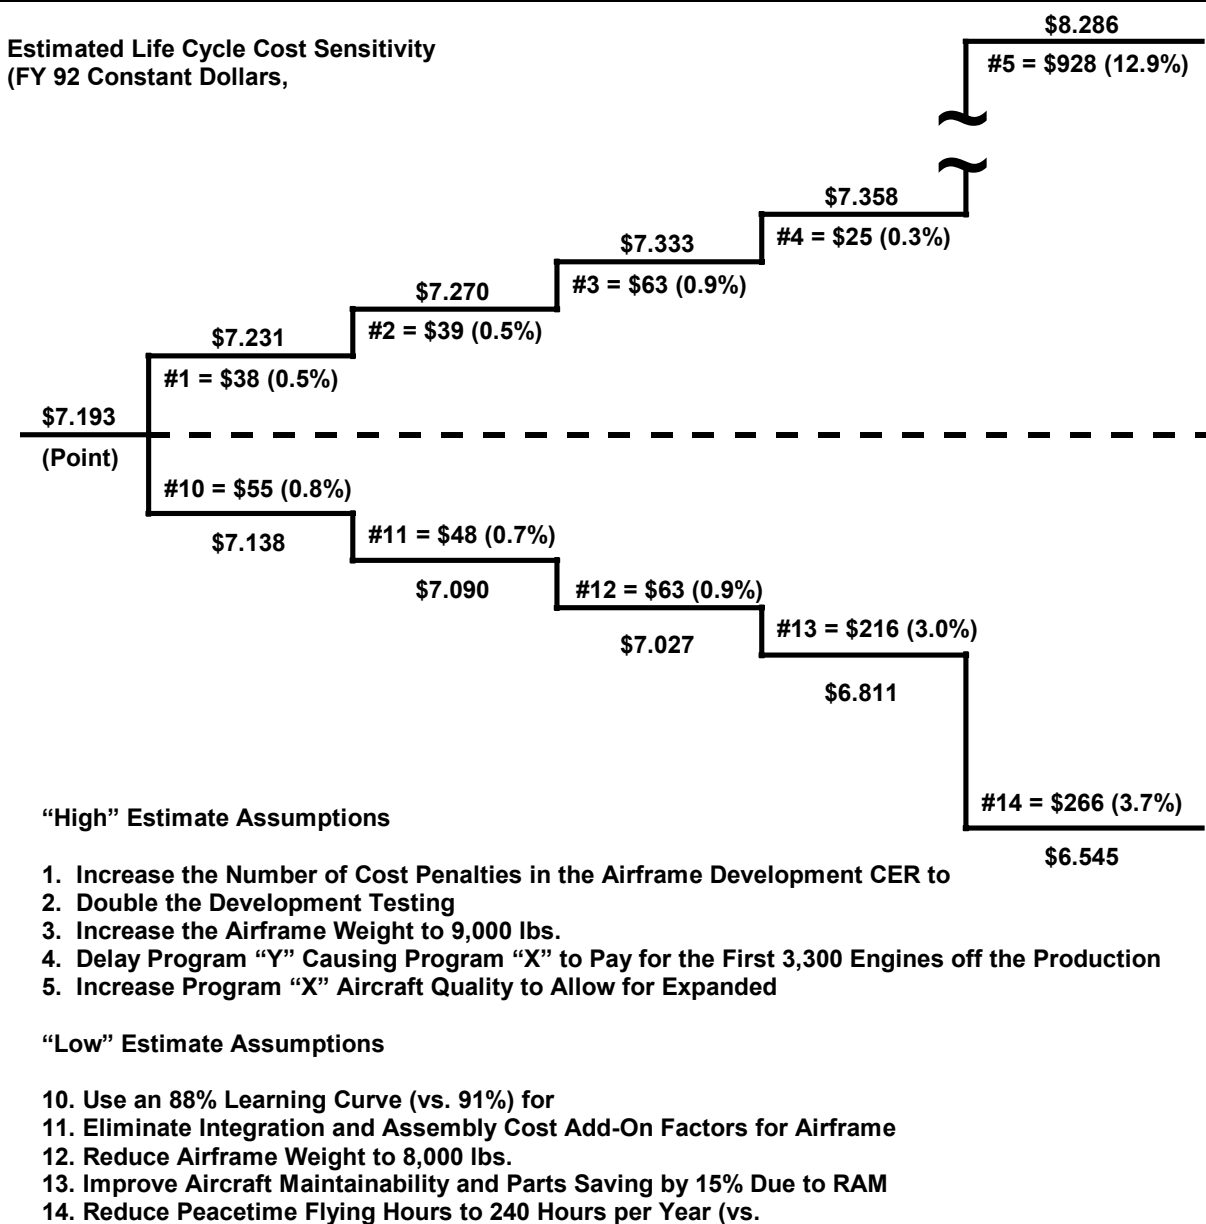 $8.286
Estimated Life Cycle Cost Sensitivity
(FY 92 Constant Dollars,
#5 = $928 (12.9%)
$7.358
#4 = $25 (0.3%)
$7.333
#3 = $63 (0.9%)
$7.270
#2 = $39 (0.5%)
$7.231
#1 = $38 (0.5%)
$7.193
(Point)
#10 = $55 (0.8%)
$7.138
#11 = $48 (0.7%)
$7.090
#12 = $63 (0.9%)
$7.027
#13 = $216 (3.0%)
$6.811
#14 = $266 (3.7%)
$6.545
“High” Estimate Assumptions
1. Increase the Number of Cost Penalties in the Airframe Development CER to
2. Double the Development Testing
3. Increase the Airframe Weight to 9,000 lbs.
4. Delay Program “Y” Causing Program “X” to Pay for the First 3,300 Engines off the Production
5. Increase Program “X” Aircraft Quality to Allow for Expanded
“Low” Estimate Assumptions
10. Use an 88% Learning Curve (vs. 91%) for
11. Eliminate Integration and Assembly Cost Add-On Factors for Airframe
12. Reduce Airframe Weight to 8,000 lbs.
13. Improve Aircraft Maintainability and Parts Saving by 15% Due to RAM
14. Reduce Peacetime Flying Hours to 240 Hours per Year (vs.